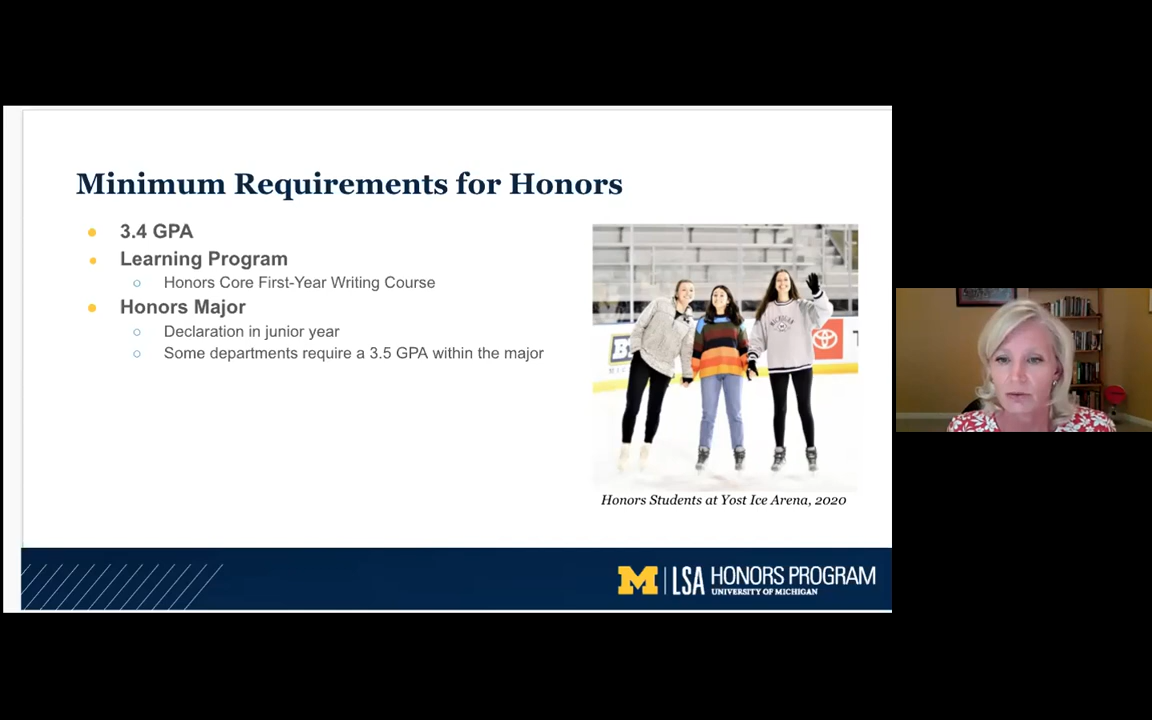 Minimum Requirements for Honors
3.4 GPA
Learning Program
Honors Core First-Year Writing Course
Honors Major
Declaration in junior year
Some departments require a 3.5 GPA within the major
MICHIGAN
Honors Students at Yost Ice Arena, 2020
M LSA HONORS PROGRAM
UNIVERSITY OF MICHIGAN